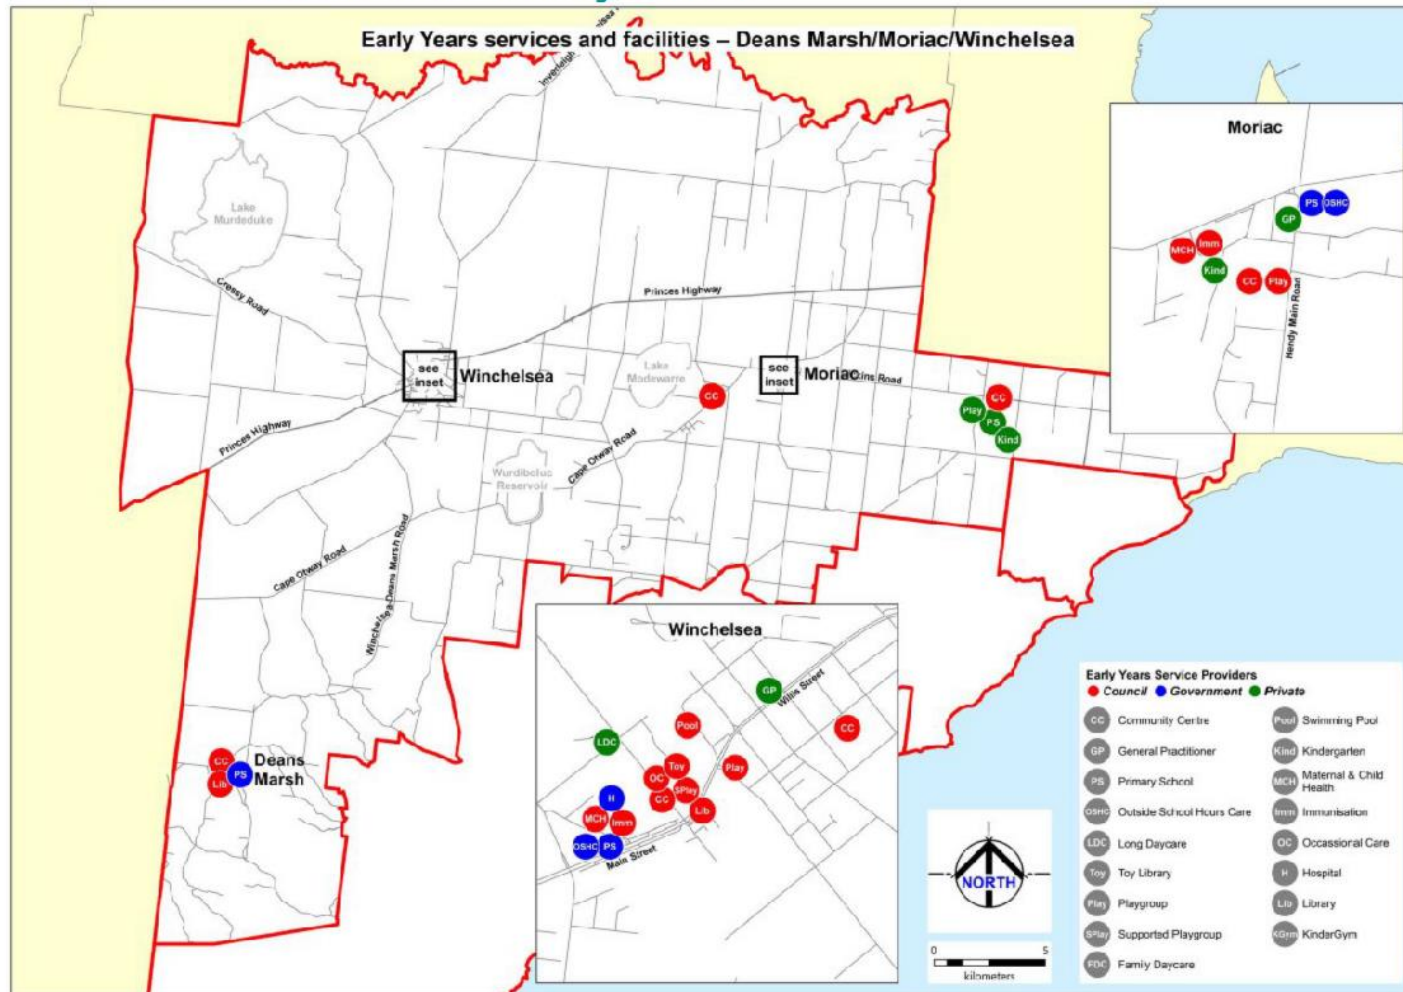 Early Years services and facilities – Deans Marsh/Moriac/Winchelsea
Moriac
PS
OSHC
GP
MCH
Imm
Kind
CC
Play
Hendy Main Road
Lake
Murdeduke
Cressy Road
Princes Highway
see
inset
Winchelsea
Lake
Modewarre
CC
see
inset
Moriac
Princes Highway
Wurdiboluc
Reservoir
Cape Otway Road
CC
Play
PS
Kind
Cape Otway Road
Winchelsea-Deans Marsh Road
CC
PS
Lib
Deans
Marsh
Winchelsea
GP
Willis Street
Pool
CC
LDC
Toy
Play
OC
SPlay
CC
Lib
H
MCH
Imm
OSHC
PS
Main Street
NORTH
0 5
kilometers
Early Years Service Providers
Council Government Private
CC Community Centre
GP General Practitioner
PS Primary School
OSHC Outside School Hours Care
LDC Long Daycare
Toy Toy Library
Play Playgroup
SPlay Supported Playgroup
FDC Family Daycare
Pool Swimming Pool
Kind Kindergarten
MCH Maternal & Child
Health
Imm Immunisation
OC Occassional Care
H Hospital
Lib Library
KGym KinderGym